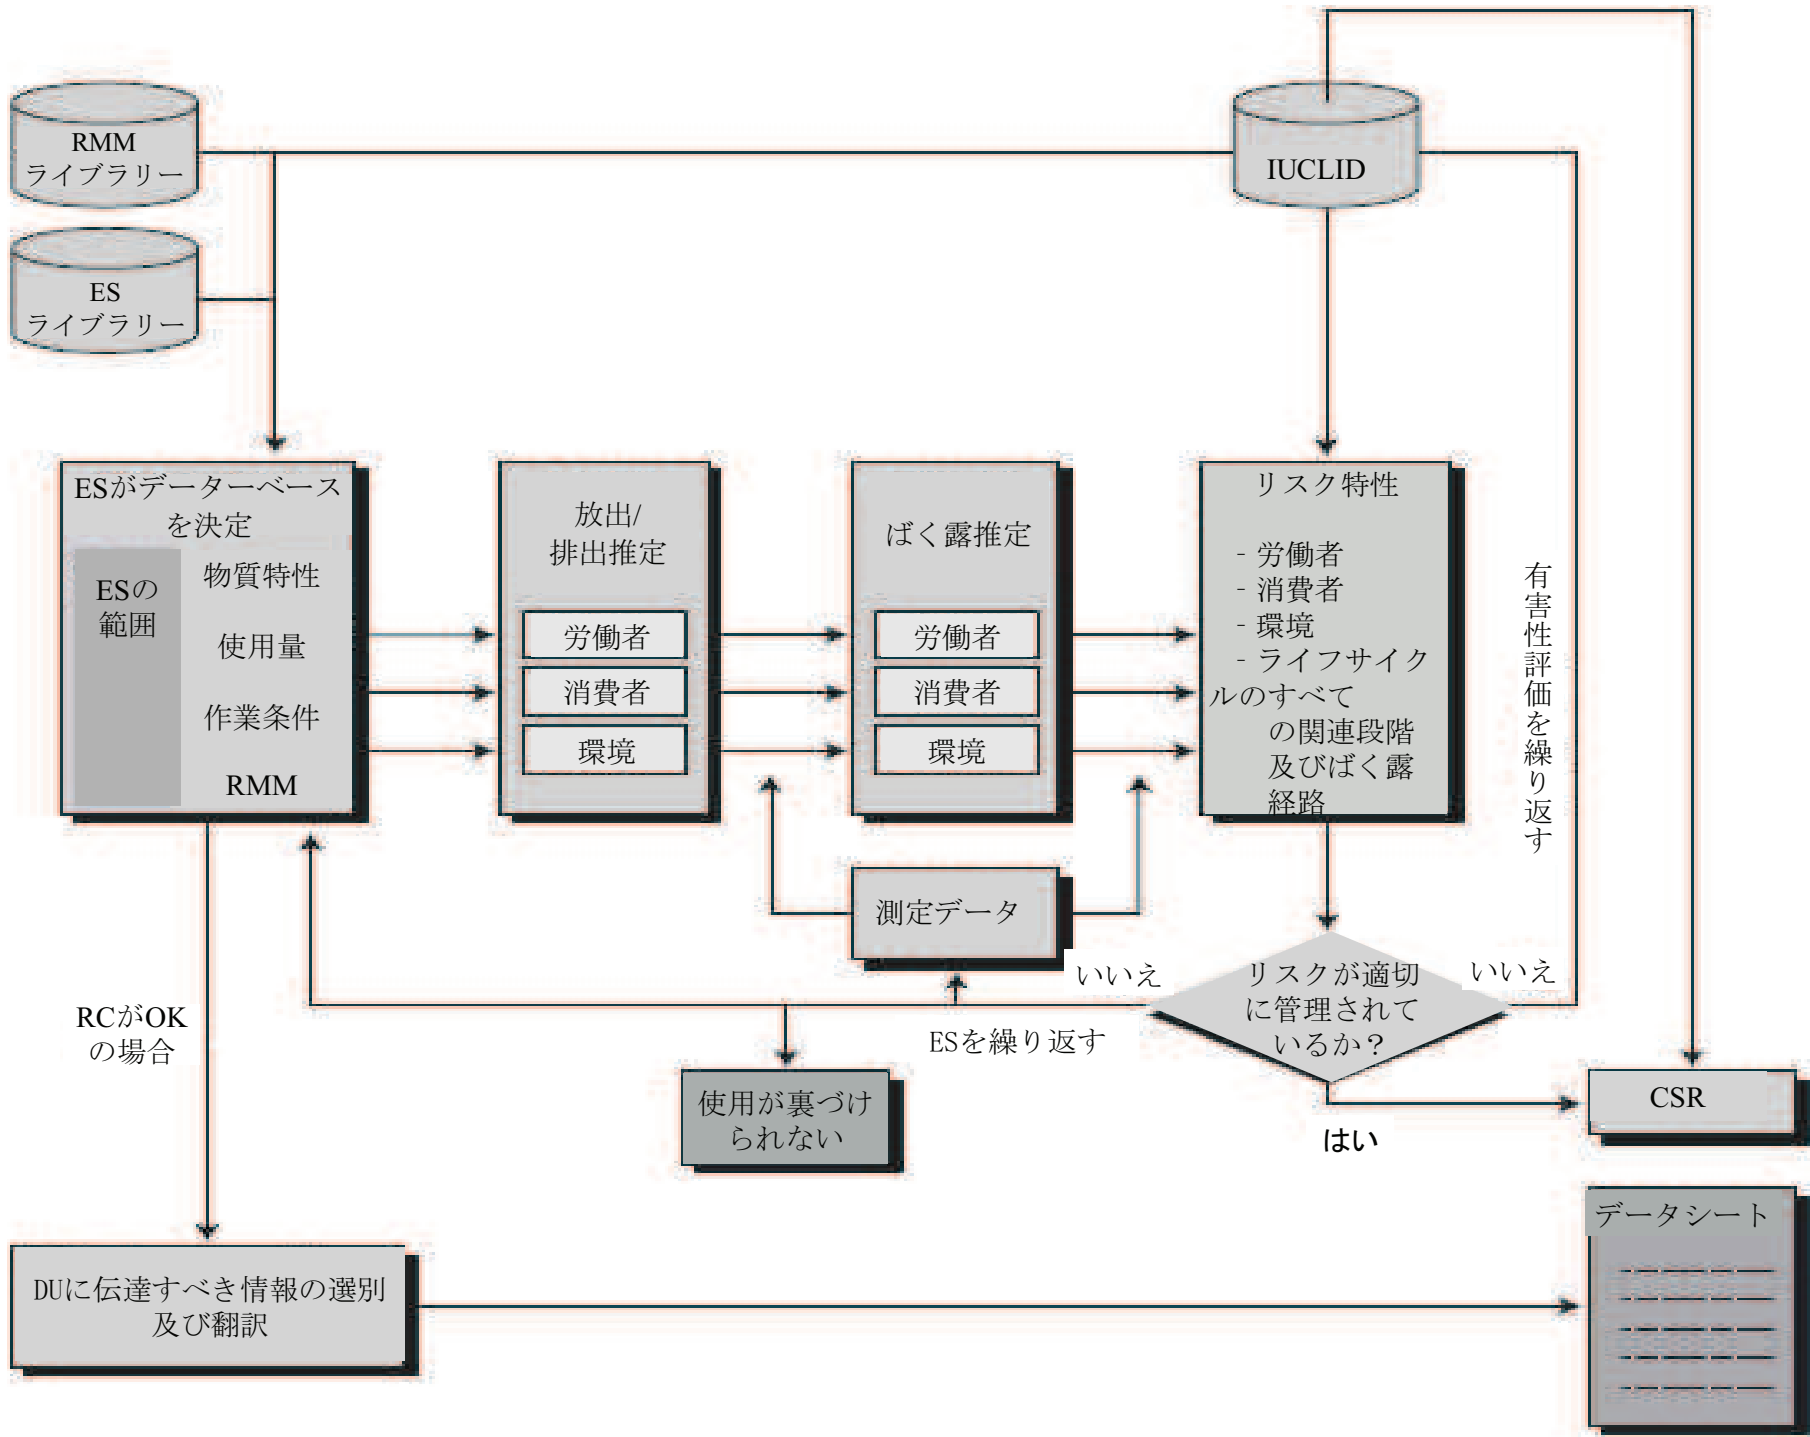 RMM
ライブラリー
IUCLID
ES
ライブラリー
ESがデーターベース
を決定
ESの
範囲
物質特性
使用量
作業条件
RMM
放出/
排出推定
労働者
消費者
環境
ばく露推定
労働者
消費者
環境
リスク特性
- 労働者
- 消費者
- 環境
- ライフサイク
ルのすべて
の関連段階
及びばく露
経路
有害性評価を繰り返す
測定データ
いいえ
リスクが適切
に管理されて
いるか？
いいえ
RCがOK
の場合
ESを繰り返す
使用が裏づけ
られない
はい
CSR
データシート
DUに伝達すべき情報の選別
及び翻訳